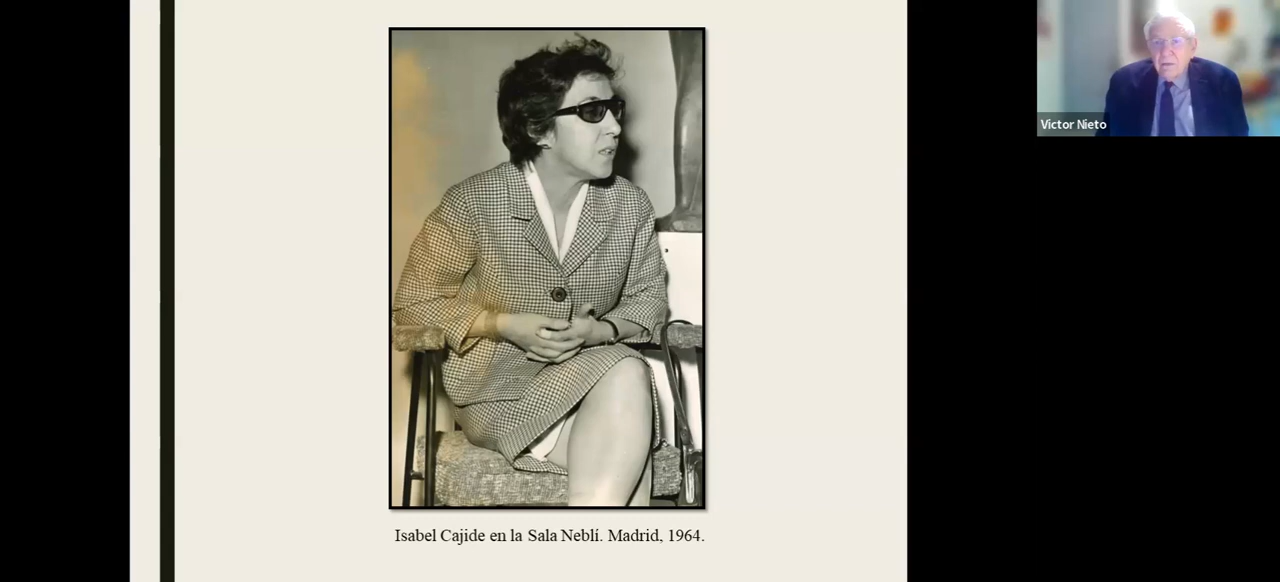 Victor Nieto
Isabel Cajide en la Sala Neblí. Madrid, 1964.